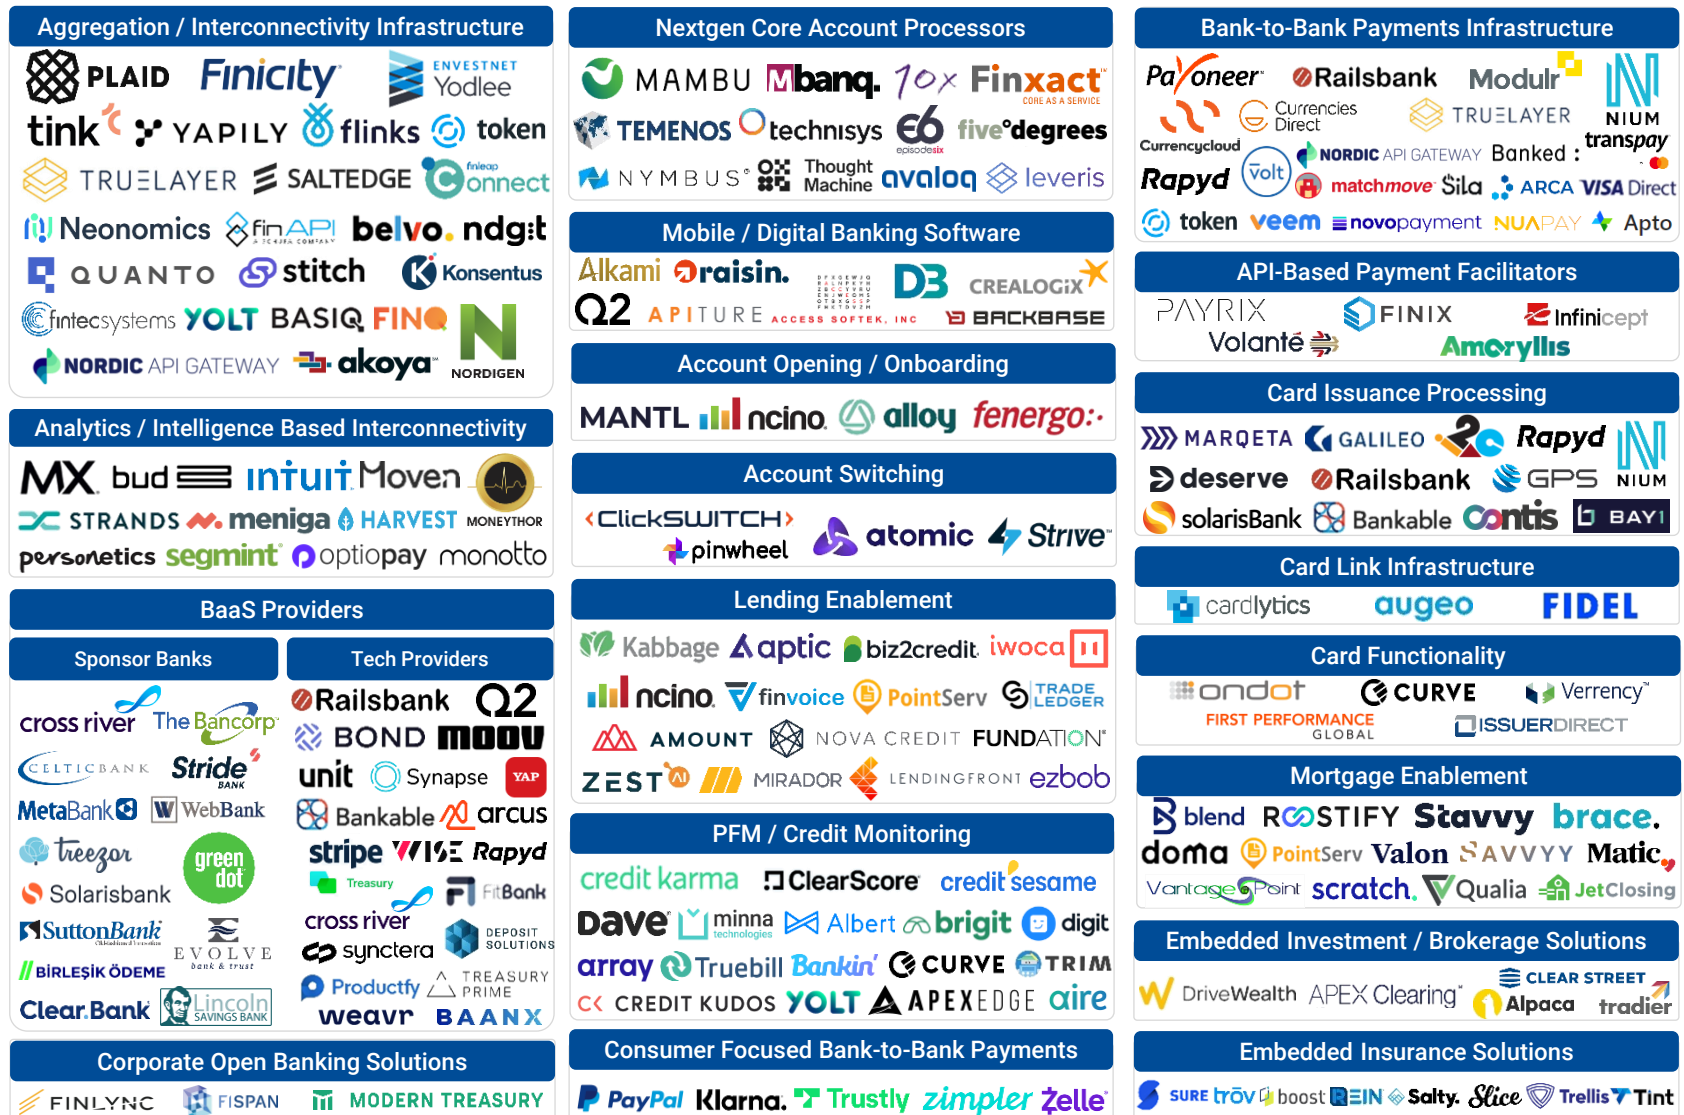 Aggregation / Interconnectivity Infrastructure
PLAID Finicity ENVESTNET Yodlee
tink YAPILY flinks token
TRUELAYER SALTEDGE finleap connect
Neonomics finAPI belvo. ndgit
QUANTO stitch Konsentus
fintecsystems YOLT BASIQ FINQ
NORDIC API GATEWAY akoya NORDIGEN
Analytics / Intelligence Based Interconnectivity
MX bud intuit Moven
STRANDS meniga HARVEST MONEYTHOR
personetics segmint optiopay monotto
BaaS Providers
Sponsor Banks
cross river The Bancorp
CELTICBANK Stride BANK
MetaBank WebBank
treezor green dot
Solarisbank
SuttonBank EVOLVE bank & trust
BİRLEŞİK ÖDEME
Clear.Bank Lincoln SAVINGS BANK
Tech Providers
Railsbank Q2
BOND moov
unit Synapse YAP
Bankable arcus
stripe WISE Rapyd
Treasury FitBank
cross river
synctera DEPOSIT SOLUTIONS
Productfy TREASURY PRIME
weavr BAANX
Corporate Open Banking Solutions
FINLYNC FISPAN MODERN TREASURY
Nextgen Core Account Processors
MAMBU Mbanq. 10x Finxact
CORE AS A SERVICE
TEMENOS technisys E6 episodesix five°degrees
NYMBUS® Thought Machine avaloq leveris
Mobile / Digital Banking Software
Alkami raisin. D3 CREALOGIX
Q2 APITURE ACCESS SOFTEK, INC BACKBASE
Account Opening / Onboarding
MANTL ncino. alloy fenergo:·
Account Switching
ClickSWITCH atomic Strive
pinwheel
Lending Enablement
Kabbage aptic biz2credit iwoca
ncino. finvoice PointServ TRADE LEDGER
AMOUNT NOVA CREDIT FUNDATION
ZEST AI MIRADOR LENDINGFRONT ezbob
PFM / Credit Monitoring
credit karma ClearScore credit sesame
Dave minna technologies Albert brigit digit
array Truebill Bankin' CURVE TRIM
CK CREDIT KUDOS YOLT APEXEDGE aire
Consumer Focused Bank-to-Bank Payments
PayPal Klarna. Trustly zimpler Zelle
Bank-to-Bank Payments Infrastructure
Payoneer Railsbank Modulr NIUM
Currencycloud Currencies Direct TRUELAYER transpay
Rapyd volt NORDIC API GATEWAY Banked :
matchmove Sila ARCA VISA Direct
token veem novopayment NUAPAY Apto
API-Based Payment Facilitators
PAYRIX FINIX Infinicept
Volanté Amaryllis
Card Issuance Processing
MARQETA GALILEO Rapyd NIUM
deserve Railsbank GPS
solarisBank Bankable contis BAY1
Card Link Infrastructure
cardlytics augeo FIDEL
Card Functionality
ondot CURVE Verrency™
FIRST PERFORMANCE GLOBAL ISSUERDIRECT
Mortgage Enablement
blend ROOSTIFY Stavvy brace.
doma PointServ Valon SAVVYY Matic
VantagePoint scratch. Qualia JetClosing
Embedded Investment / Brokerage Solutions
DriveWealth APEX Clearing CLEAR STREET
Alpaca tradier
Embedded Insurance Solutions
SURE trōv boost REIN Salty. Slice Trellis Tint